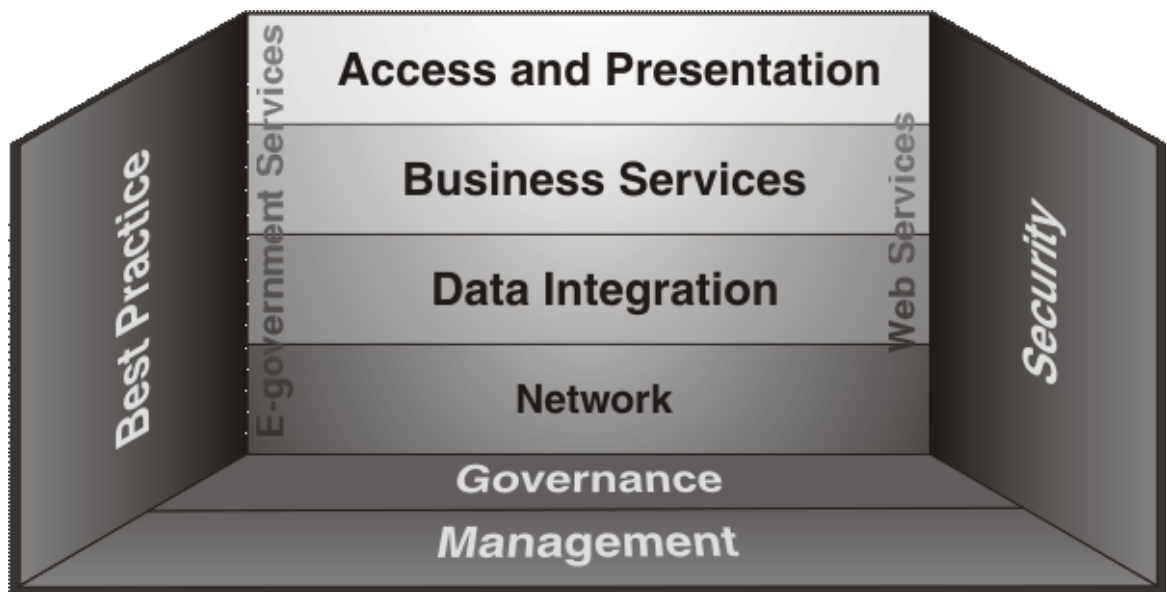 Best Practice
E-government Services
Access and Presentation
Business Services
Data Integration
Network
Web Services
Security
Governance
Management